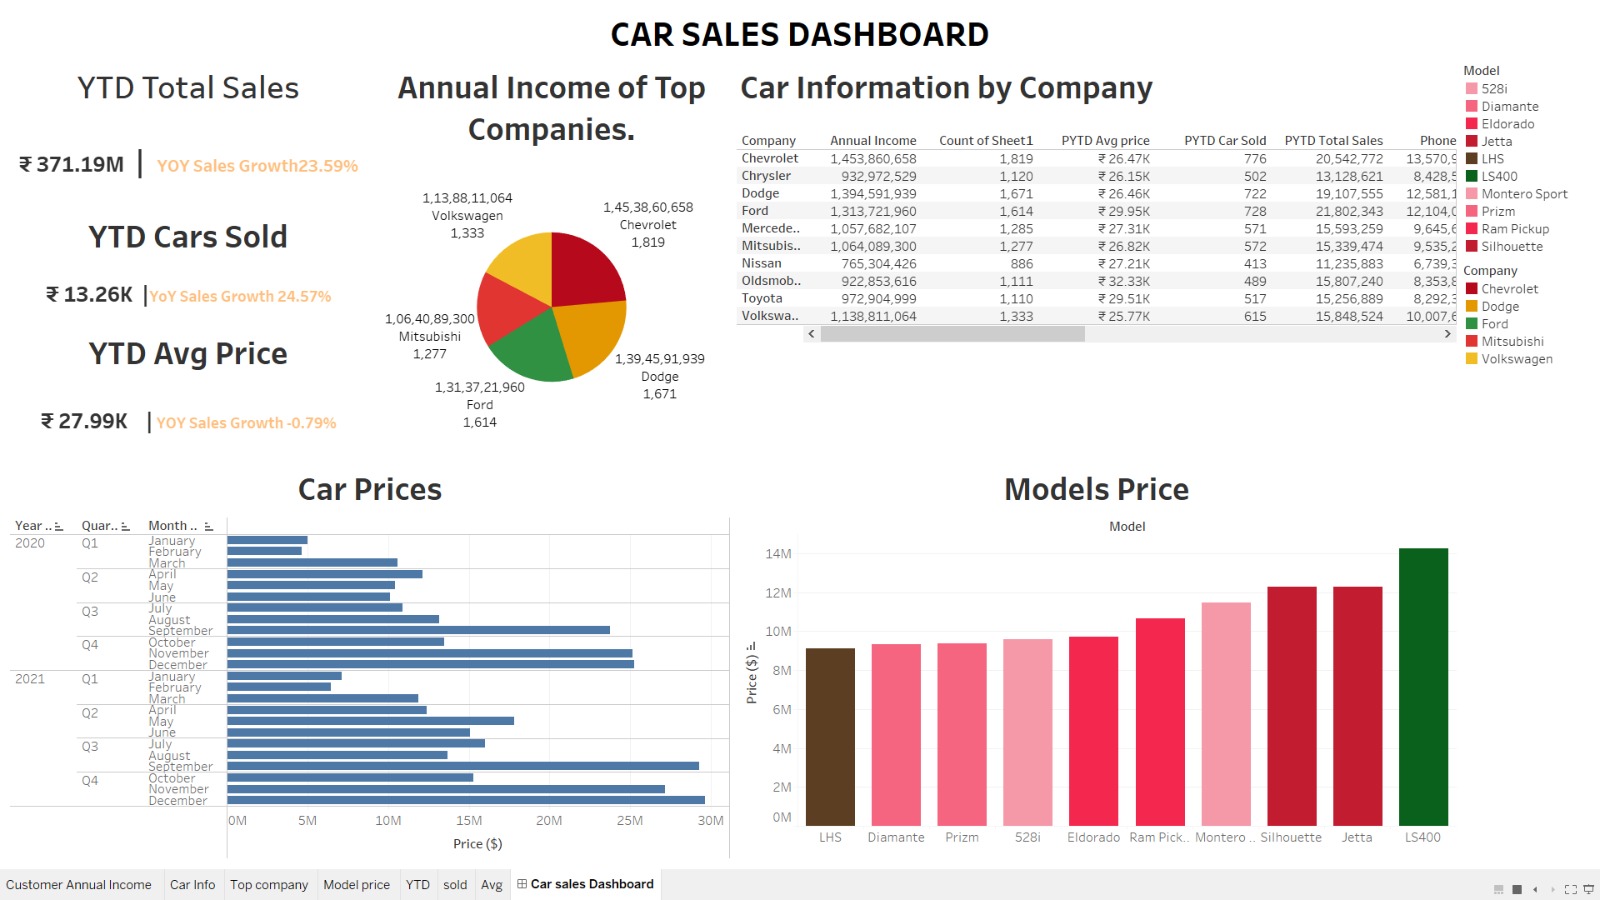 CAR SALES DASHBOARD
YTD Total Sales
₹ 371.19M | YOY Sales Growth23.59%
YTD Cars Sold
₹ 13.26K |YoY Sales Growth 24.57%
YTD Avg Price
₹ 27.99K | YOY Sales Growth -0.79%
Annual Income of Top
Companies.
1,13,88,11,064
Volkswagen
1,333
1,45,38,60,658
Chevrolet
1,819
1,06,40,89,300
Mitsubishi
1,277
1,39,45,91,939
Dodge
1,671
1,31,37,21,960
Ford
1,614
Car Information by Company
Company Annual Income Count of Sheet1 PYTD Avg price PYTD Car Sold PYTD Total Sales Phone
Chevrolet 1,453,860,658 1,819 ₹ 26.47K 776 20,542,772 13,570,9
Chrysler 932,972,529 1,120 ₹ 26.15K 502 13,128,621 8,428,5
Dodge 1,394,591,939 1,671 ₹ 26.46K 722 19,107,555 12,581,1
Ford 1,313,721,960 1,614 ₹ 29.95K 728 21,802,343 12,104,0
Mercede.. 1,057,682,107 1,285 ₹ 27.31K 571 15,593,259 9,645,6
Mitsubis.. 1,064,089,300 1,277 ₹ 26.82K 572 15,339,474 9,535,2
Nissan 765,304,426 886 ₹ 27.21K 413 11,235,883 6,739,3
Oldsmob.. 922,853,616 1,111 ₹ 32.33K 489 15,807,240 8,353,8
Toyota 972,904,999 1,110 ₹ 29.51K 517 15,256,889 8,292,3
Volkswa.. 1,138,811,064 1,333 ₹ 25.77K 615 15,848,524 10,007,6
Model
528i
Diamante
Eldorado
Jetta
LHS
LS400
Montero Sport
Prizm
Ram Pickup
Silhouette
Company
Chevrolet
Dodge
Ford
Mitsubishi
Volkswagen
Car Prices
Year .. Quar.. Month ..
2020 Q1 January
February
March
Q2 April
May
June
Q3 July
August
September
Q4 October
November
December
2021 Q1 January
February
March
Q2 April
May
June
Q3 July
August
September
Q4 October
November
December
0M 5M 10M 15M 20M 25M 30M
Price ($)
Models Price
Model
14M
12M
10M
8M
6M
4M
2M
0M
Price ($)
LHS Diamante Prizm 528i Eldorado Ram Pick.. Montero .. Silhouette Jetta LS400
Customer Annual Income Car Info Top company Model price YTD sold Avg Car sales Dashboard